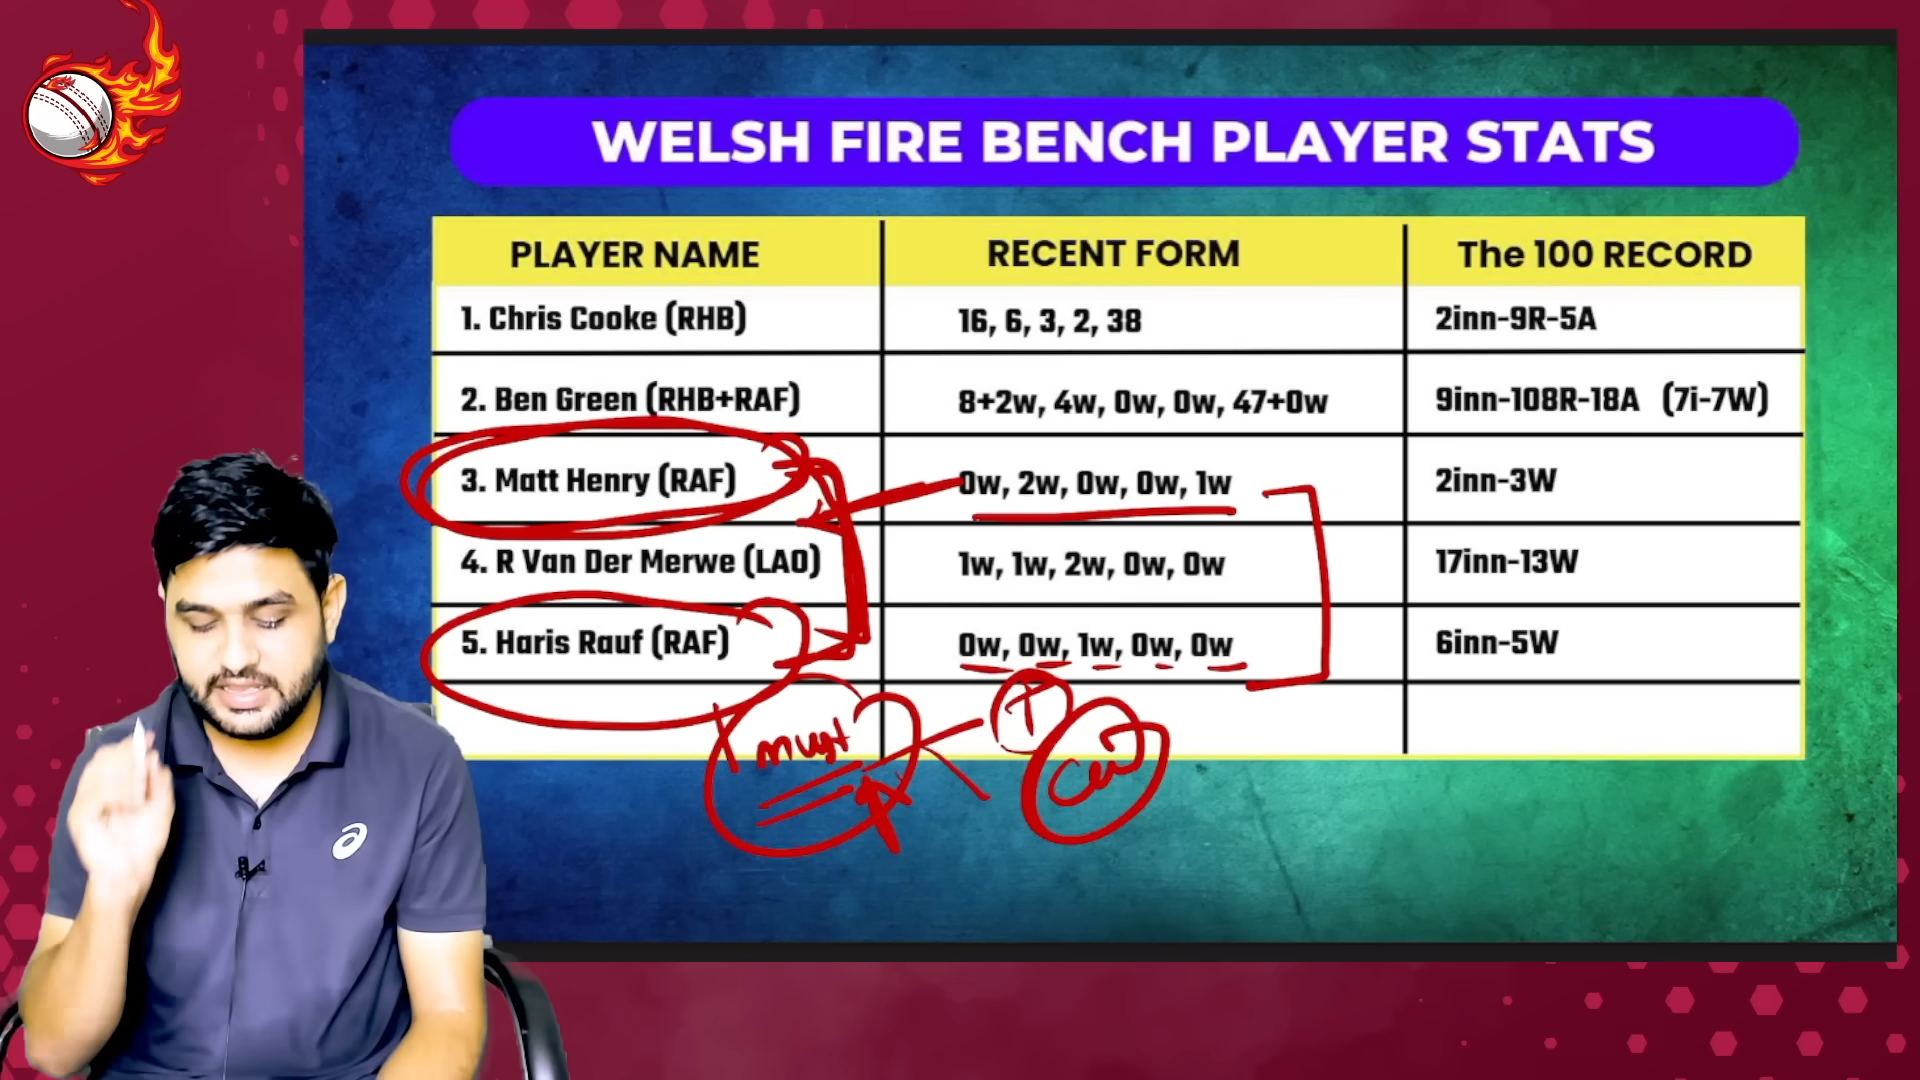 WELSH FIRE BENCH PLAYER STATS
PLAYER NAME RECENT FORM The 100 RECORD
1. Chris Cooke (RHB) 16, 6, 3, 2, 38 2inn-9R-5A
2. Ben Green (RHB+RAF) 8+2w, 4w, 0w, 0w, 47+0w 9inn-108R-18A (7i-7W)
3. Matt Henry (RAF) 0w, 2w, 0w, 0w, 1w 2inn-3W
4. R Van Der Merwe (LAO) 1w, 1w, 2w, 0w, 0w 17inn-13W
5. Haris Rauf (RAF) 0w, 0w, 1w, 0w, 0w 6inn-5W
must